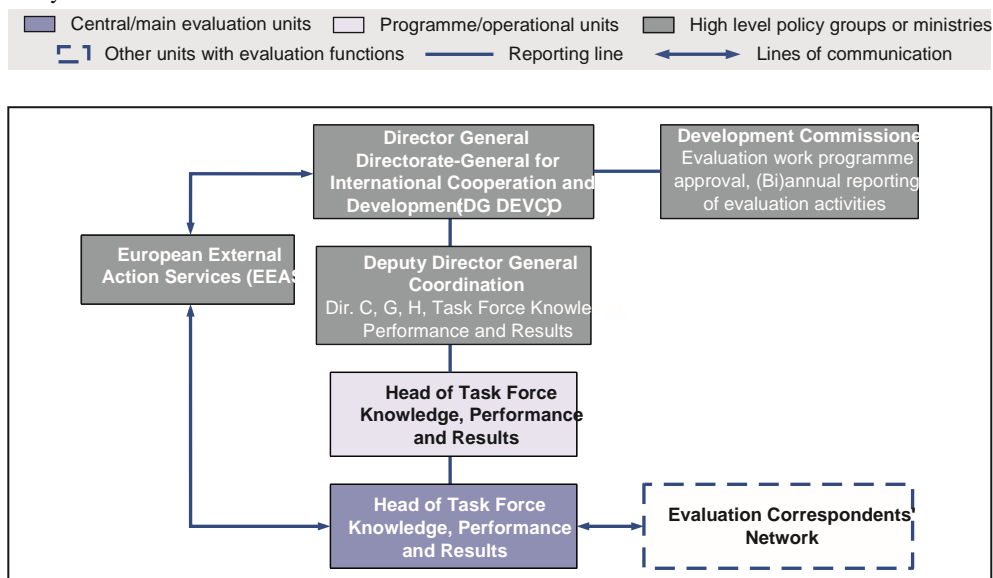 Central/main evaluation units Programme/operational units High level policy groups or ministries
Other units with evaluation functions Reporting line Lines of communication
Director General
Directorate-General for
International Cooperation and
Development(DG DEVCO)
Development Commissione
Evaluation work programme
approval, (Bi)annual reporting
of evaluation activities
European External
Action Services (EEAS
Deputy Director General
Coordination
Dir. C, G, H, Task Force Knowle
Performance and Results
Head of Task Force
Knowledge, Performance
and Results
Head of Task Force
Knowledge, Performance
and Results
Evaluation Correspondents'
Network